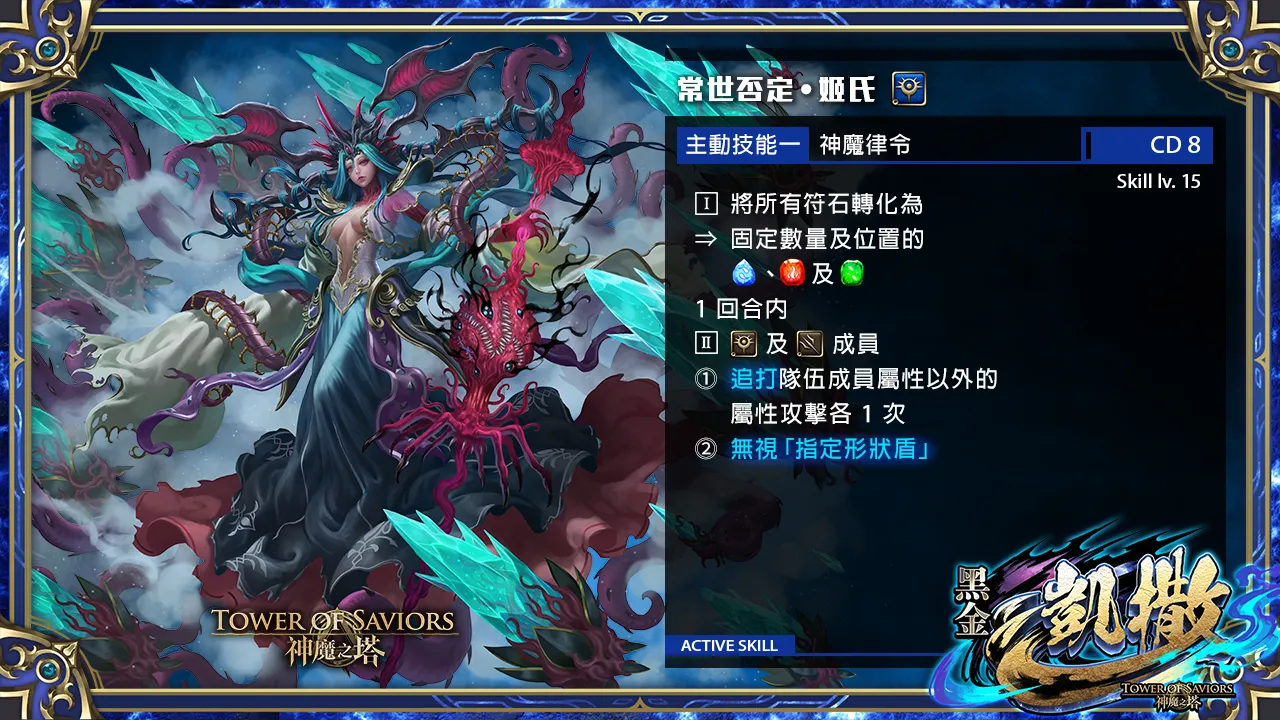 常世否定•姬氏
主動技能一 神魔律令 CD 8
Skill lv. 15
I 將所有符石轉化為
⇒ 固定數量及位置的
、 及
1 回合內
II 及 成員
① 追打隊伍成員屬性以外的
屬性攻擊各 1 次
② 無視「指定形狀盾」
ACTIVE SKILL
TOWER OF SAVIORS
神魔之塔
黑金
凱撒
TOWER OF SAVIORS
神魔之塔